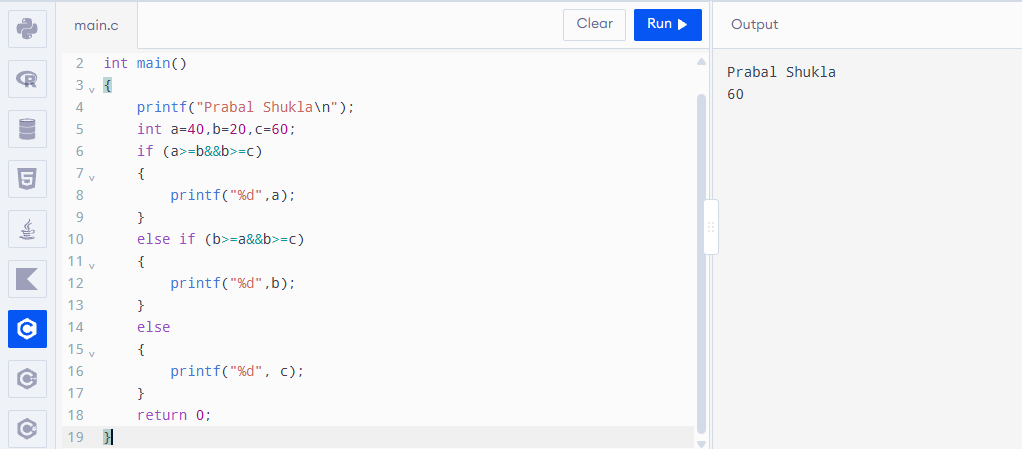 main.c
Clear
Run
Output
2 int main()
3 {
4 printf("Prabal Shukla\n");
5 int a=40,b=20,c=60;
6 if (a>=b&&b>=c)
7 {
8 printf("%d",a);
9 }
10 else if (b>=a&&b>=c)
11 {
12 printf("%d",b);
13 }
14 else
15 {
16 printf("%d", c);
17 }
18 return 0;
19 }
Prabal Shukla
60